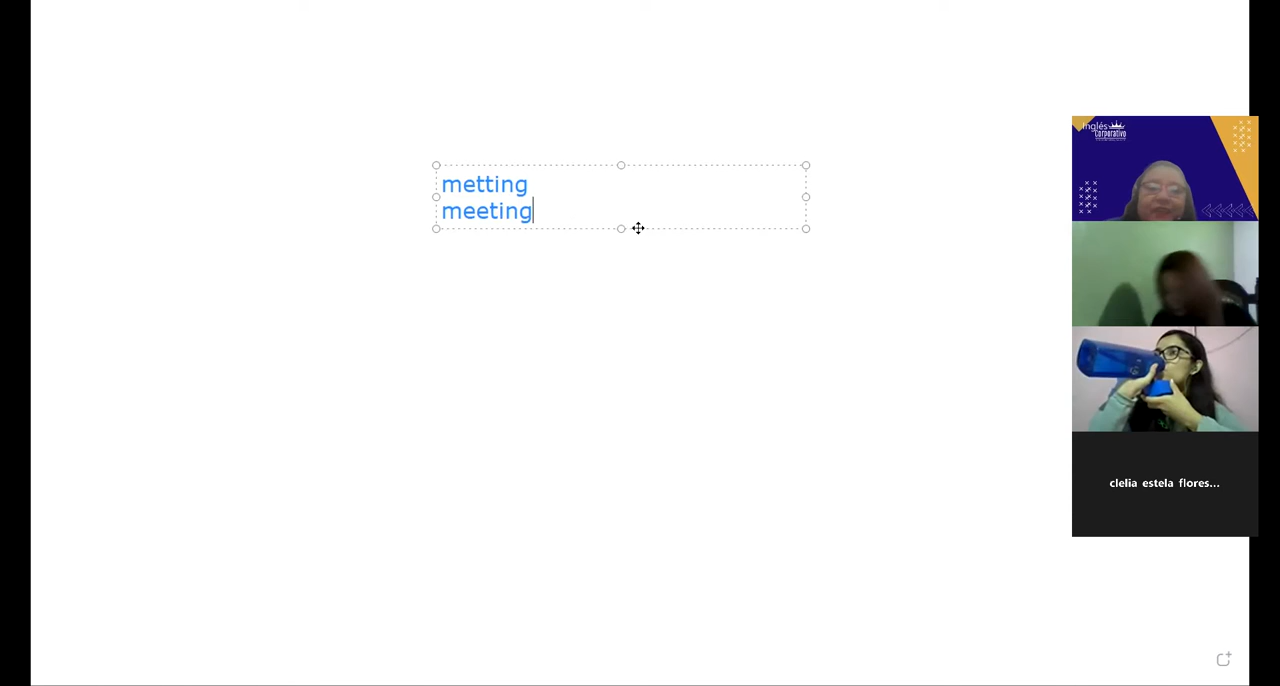 metting
meeting
Inglés
Corporativo
clelia estela flores...